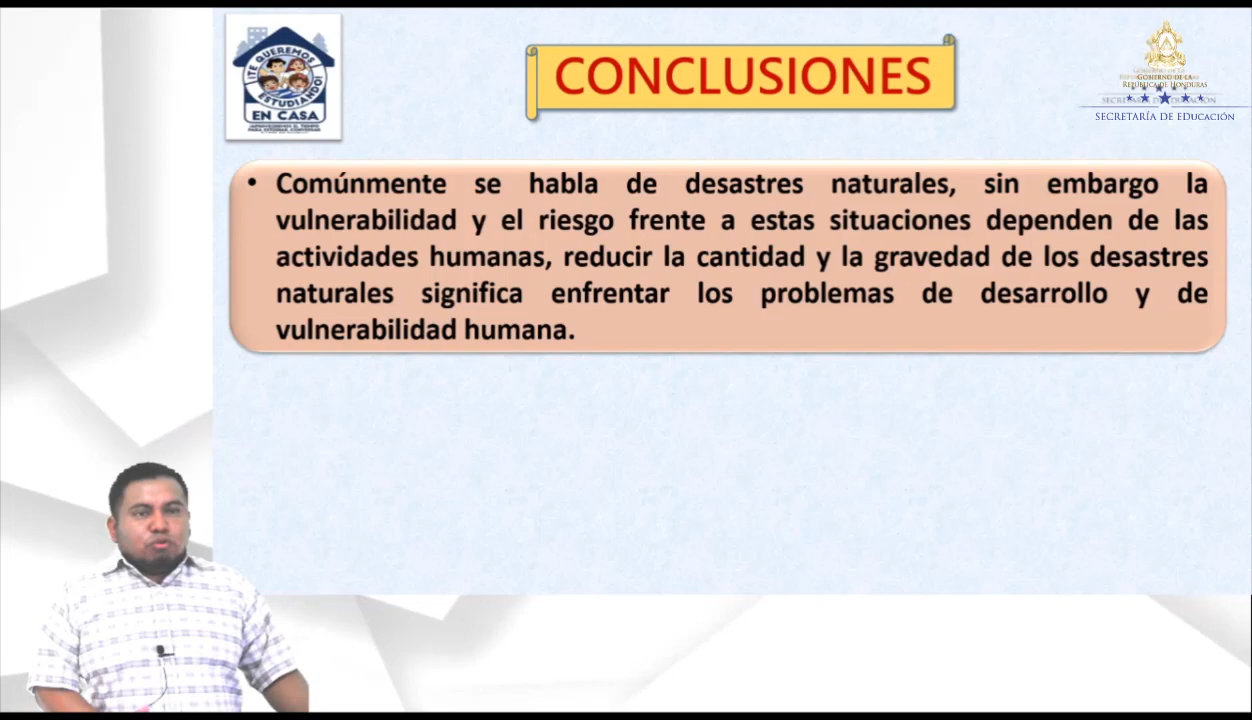 ¡TE QUEREMOS
ESTUDIANDO!
EN CASA
CONCLUSIONES
GOBIERNO DE LA
REPÚBLICA DE HONDURAS
SECRETARÍA DE EDUCACIÓN
• Comúnmente se habla de desastres naturales, sin embargo la
vulnerabilidad y el riesgo frente a estas situaciones dependen de las
actividades humanas, reducir la cantidad y la gravedad de los desastres
naturales significa enfrentar los problemas de desarrollo y de
vulnerabilidad humana.